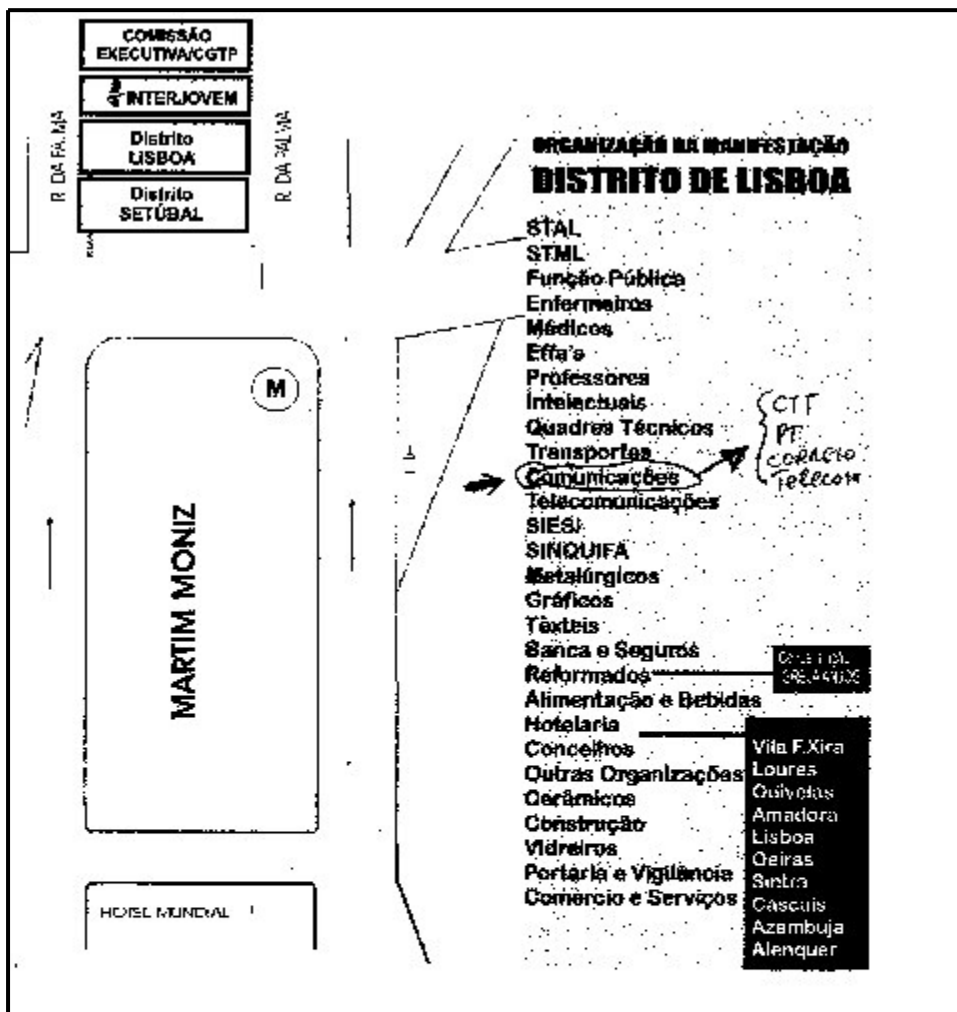 COMISSÃO
EXECUTIVA/CGTP
INTERJOVEM
Distrito
LISBOA
Distrito
SETÚBAL
R. DA PALMA
R. DA PALMA
M
MARTIM MONIZ
HOTEL MUNDIAL
ORGANIZAÇÃO DA MANIFESTAÇÃO
DISTRITO DE LISBOA
STAL
STML
Função Pública
Enfermeiros
Médicos
Effa's
Professores
Intelectuais
Quadros Técnicos
Transportes
Comunicações
Telecomunicações
SIESI
SINQUIFA
Metalúrgicos
Gráficos
Têxteis
Banca e Seguros
Reformados
Alimentação e Bebidas
Hotelaria
Concelhos
Outras Organizações
Cerâmicos
Construção
Vidreiros
Portaria e Vigilância
Comércio e Serviços
CTT
PT
CORREIO
Telecom
Vila F.Xira
Loures
Odivelas
Amadora
Lisboa
Oeiras
Sintra
Cascais
Azambuja
Alenquer